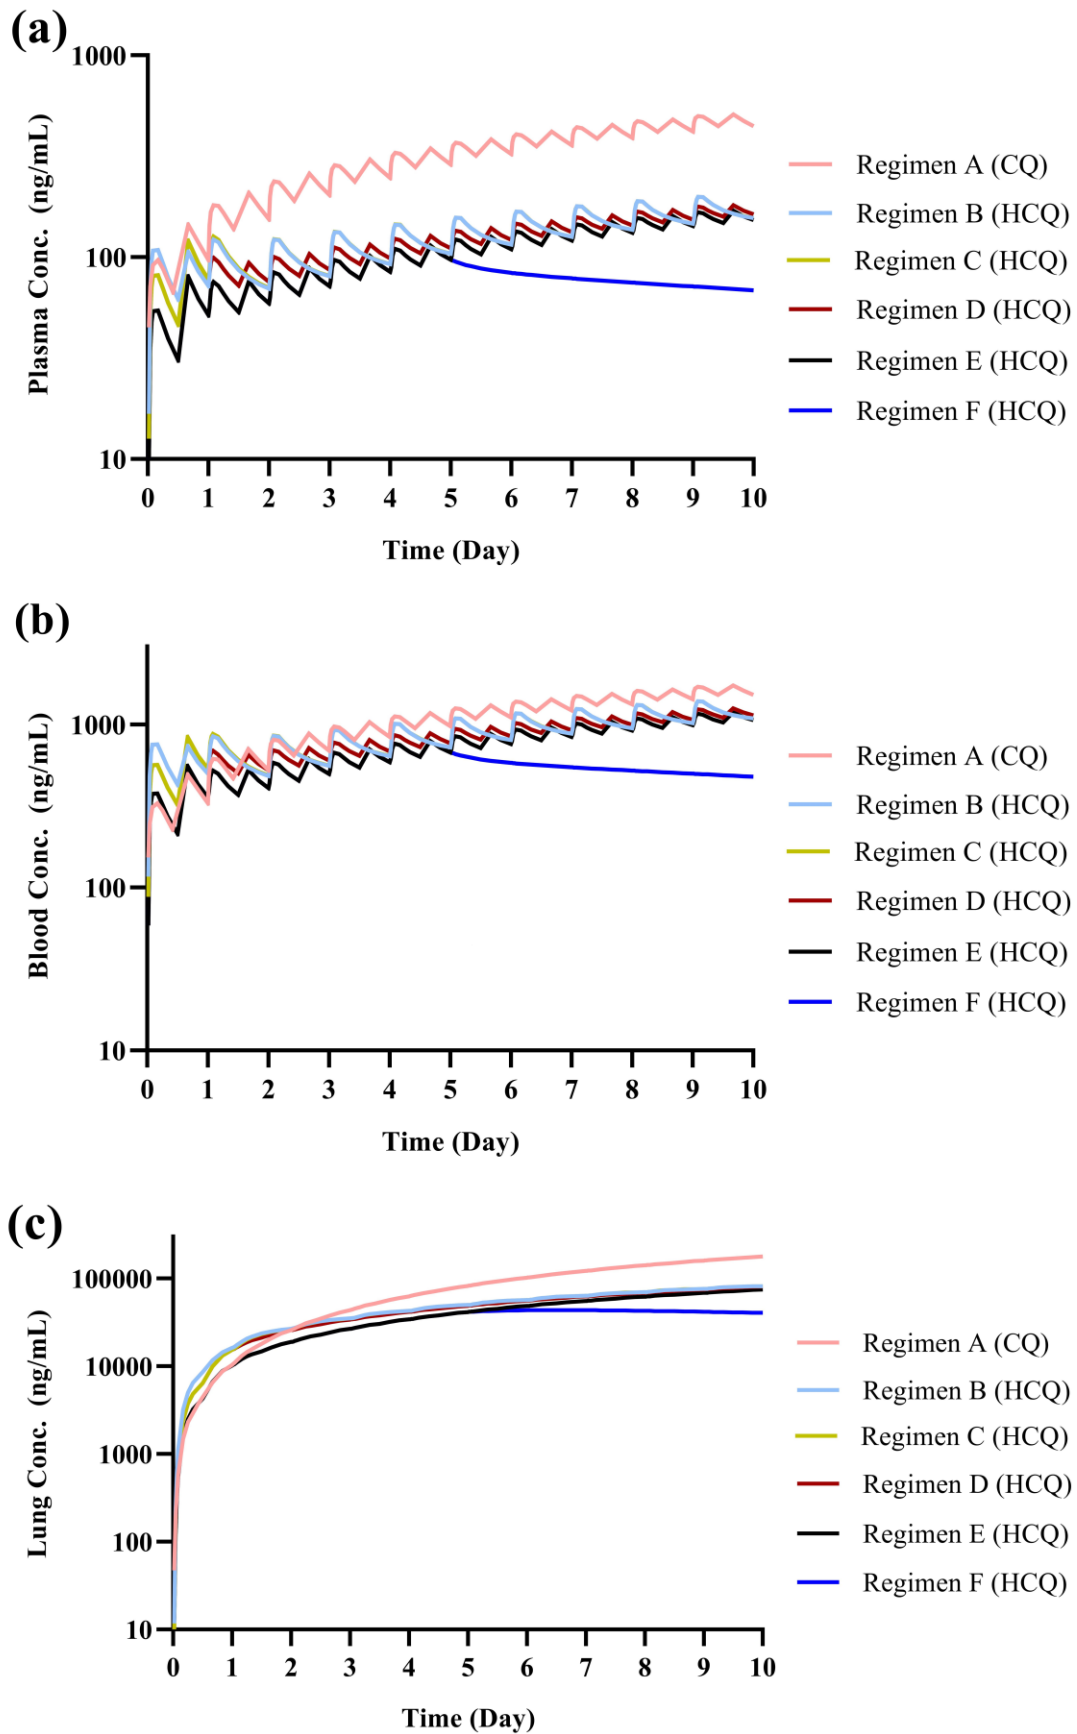 (a)
1000
100
10
Plasma Conc. (ng/mL)
0 1 2 3 4 5 6 7 8 9 10
Time (Day)
Regimen A (CQ)
Regimen B (HCQ)
Regimen C (HCQ)
Regimen D (HCQ)
Regimen E (HCQ)
Regimen F (HCQ)
(b)
1000
100
10
Blood Conc. (ng/mL)
0 1 2 3 4 5 6 7 8 9 10
Time (Day)
Regimen A (CQ)
Regimen B (HCQ)
Regimen C (HCQ)
Regimen D (HCQ)
Regimen E (HCQ)
Regimen F (HCQ)
(c)
100000
10000
1000
100
10
Lung Conc. (ng/mL)
0 1 2 3 4 5 6 7 8 9 10
Time (Day)
Regimen A (CQ)
Regimen B (HCQ)
Regimen C (HCQ)
Regimen D (HCQ)
Regimen E (HCQ)
Regimen F (HCQ)